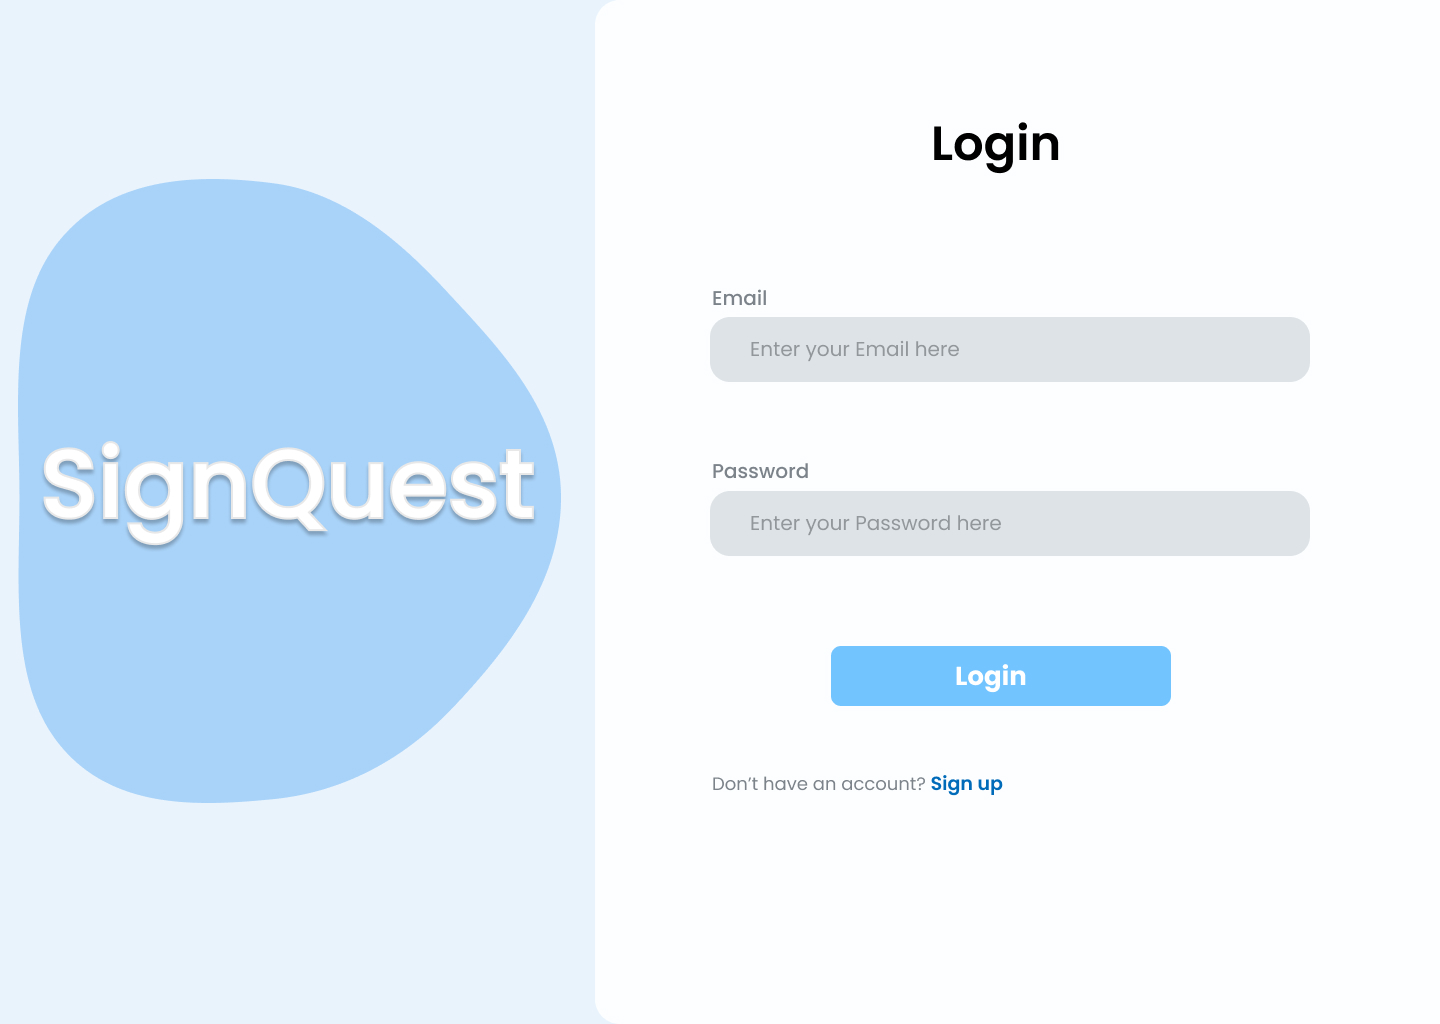 SignQuest
Login
Email
Enter your Email here
Password
Enter your Password here
Login
Don’t have an account? Sign up